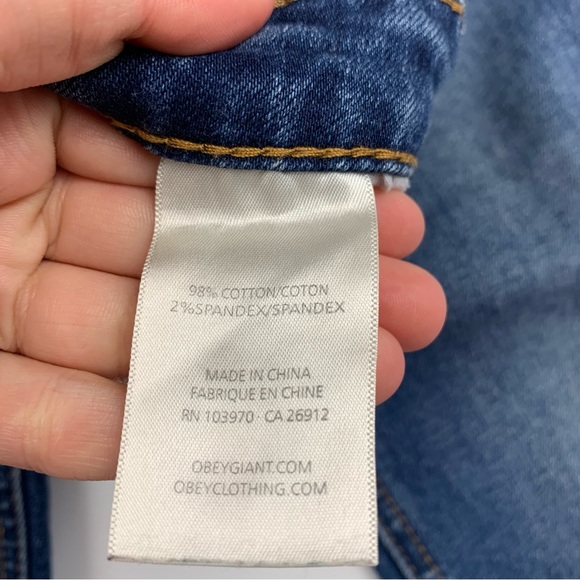 98% COTTON/COTON
2%SPANDEX/SPANDEX
MADE IN CHINA
FABRIQUE EN CHINE
RN 103970 · CA 26912
OBEYGIANT.COM
OBEYCLOTHING.COM